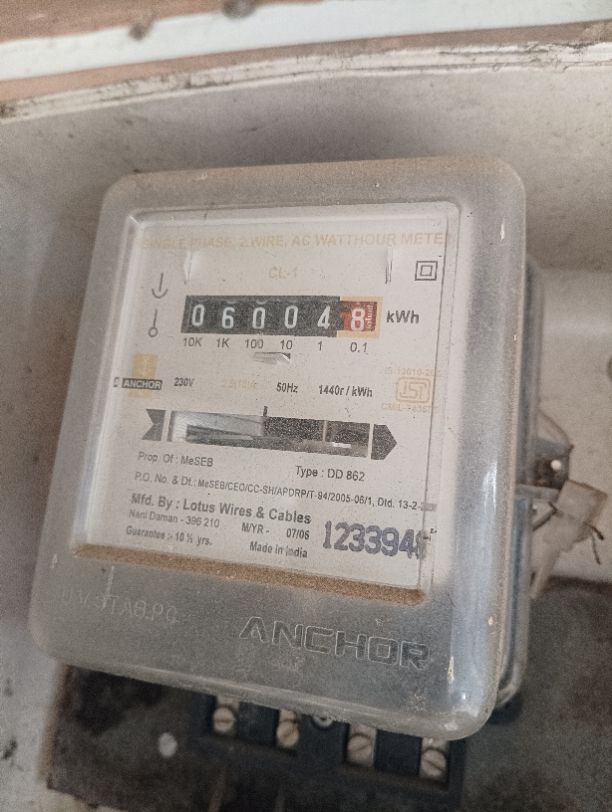 SINGLE PHASE, 2 WIRE, AC WATTHOUR METER
CL-1
0 6 0 0 4 8 kWh
10K 1K 100 10 1 0.1
ANCHOR 230V 50Hz 1440r / kWh
Prop. Of : MeSEB
Type : DD 862
P.O. No. & Dt.: MeSEB/CEO/CC-SH/APDRP/T-94/2005-06/1, Dtd. 13-2-
Mfd. By : Lotus Wires & Cables
Nani Daman - 396 210 M/YR - 07/06
Guarantee :- 10 ½ yrs. Made in India
ANCHOR